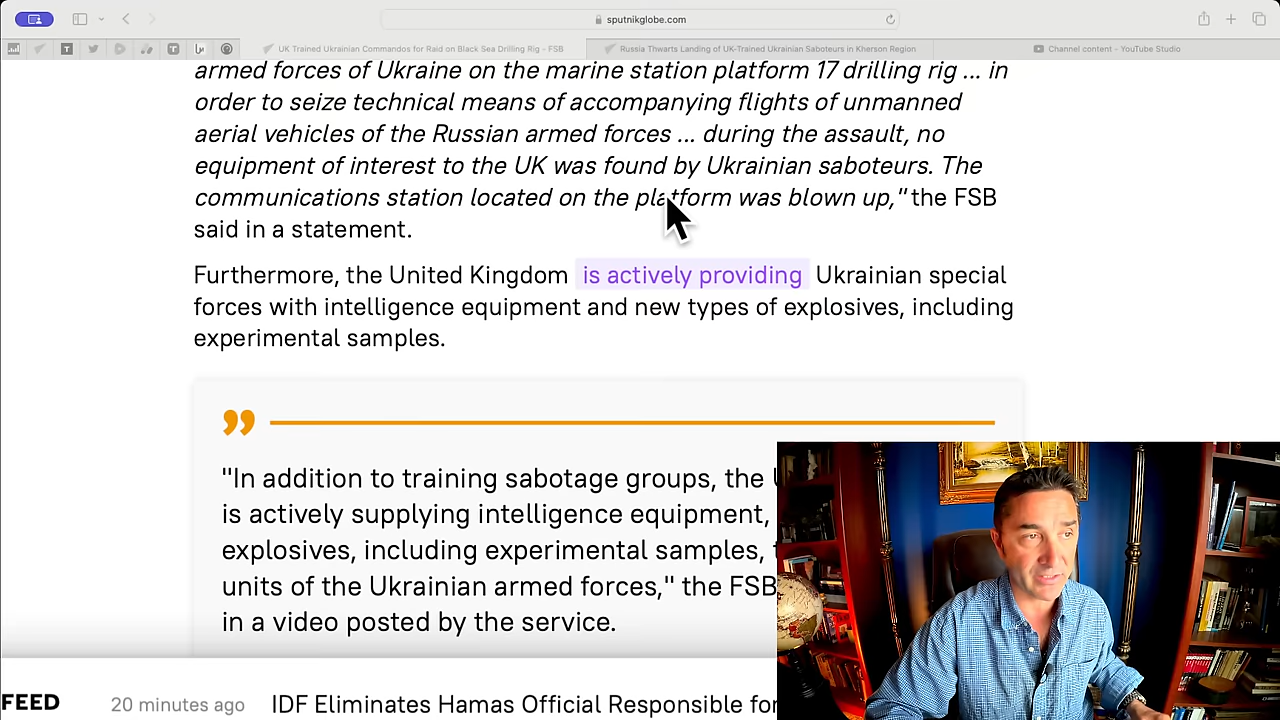 sputnikglobe.com
UK Trained Ukrainian Commandos for Raid on Black Sea Drilling Rig - FSB
Russia Thwarts Landing of UK-Trained Ukrainian Saboteurs in Kherson Region
Channel content - YouTube Studio
armed forces of Ukraine on the marine station platform 17 drilling rig ... in
order to seize technical means of accompanying flights of unmanned
aerial vehicles of the Russian armed forces ... during the assault, no
equipment of interest to the UK was found by Ukrainian saboteurs. The
communications station located on the platform was blown up," the FSB
said in a statement.
Furthermore, the United Kingdom is actively providing Ukrainian special
forces with intelligence equipment and new types of explosives, including
experimental samples.
"In addition to training sabotage groups, the
is actively supplying intelligence equipment,
explosives, including experimental samples,
units of the Ukrainian armed forces," the FSB
in a video posted by the service.
FEED 20 minutes ago IDF Eliminates Hamas Official Responsible for